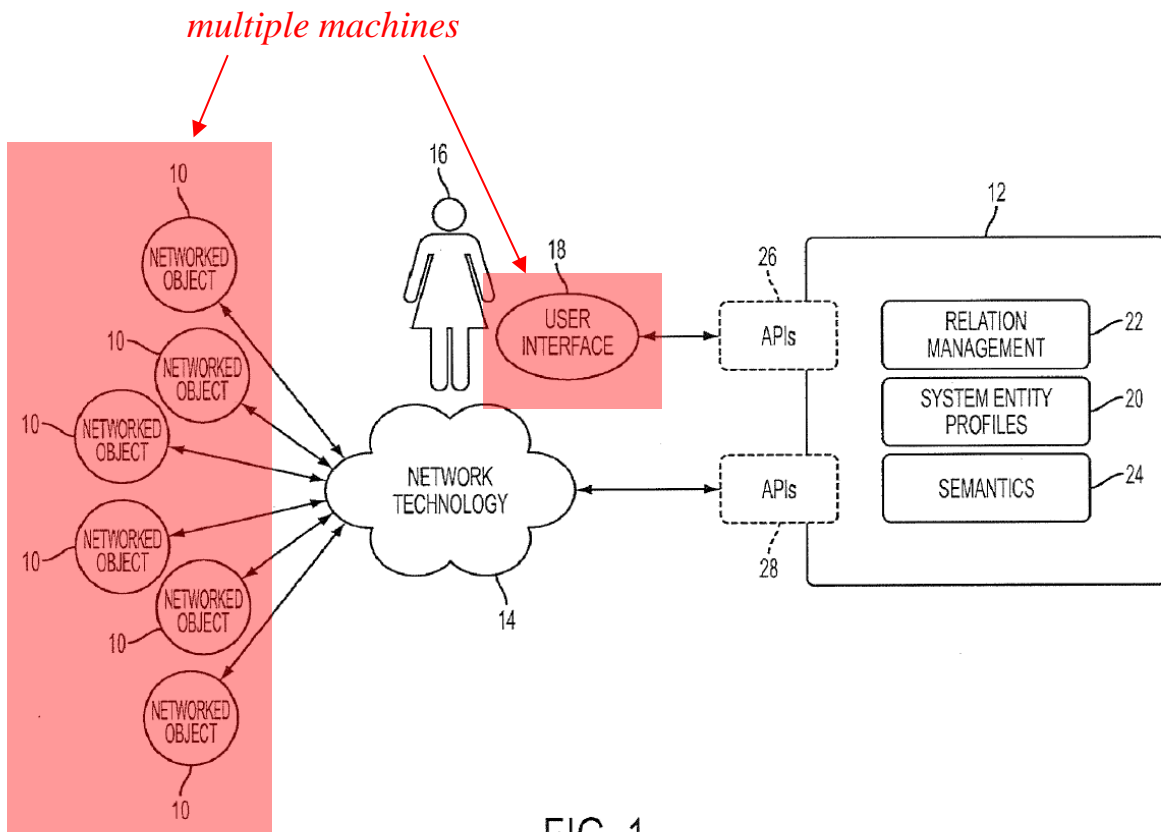 multiple machines
16
10
NETWORKED
OBJECT
12
18
26
USER
INTERFACE
APIs
RELATION
MANAGEMENT
22
10
NETWORKED
OBJECT
SYSTEM ENTITY
PROFILES
20
10
NETWORKED
OBJECT
NETWORK
TECHNOLOGY
APIs
SEMANTICS
24
10
NETWORKED
OBJECT
28
14
10
NETWORKED
OBJECT
NETWORKED
OBJECT
10
FIG. 1